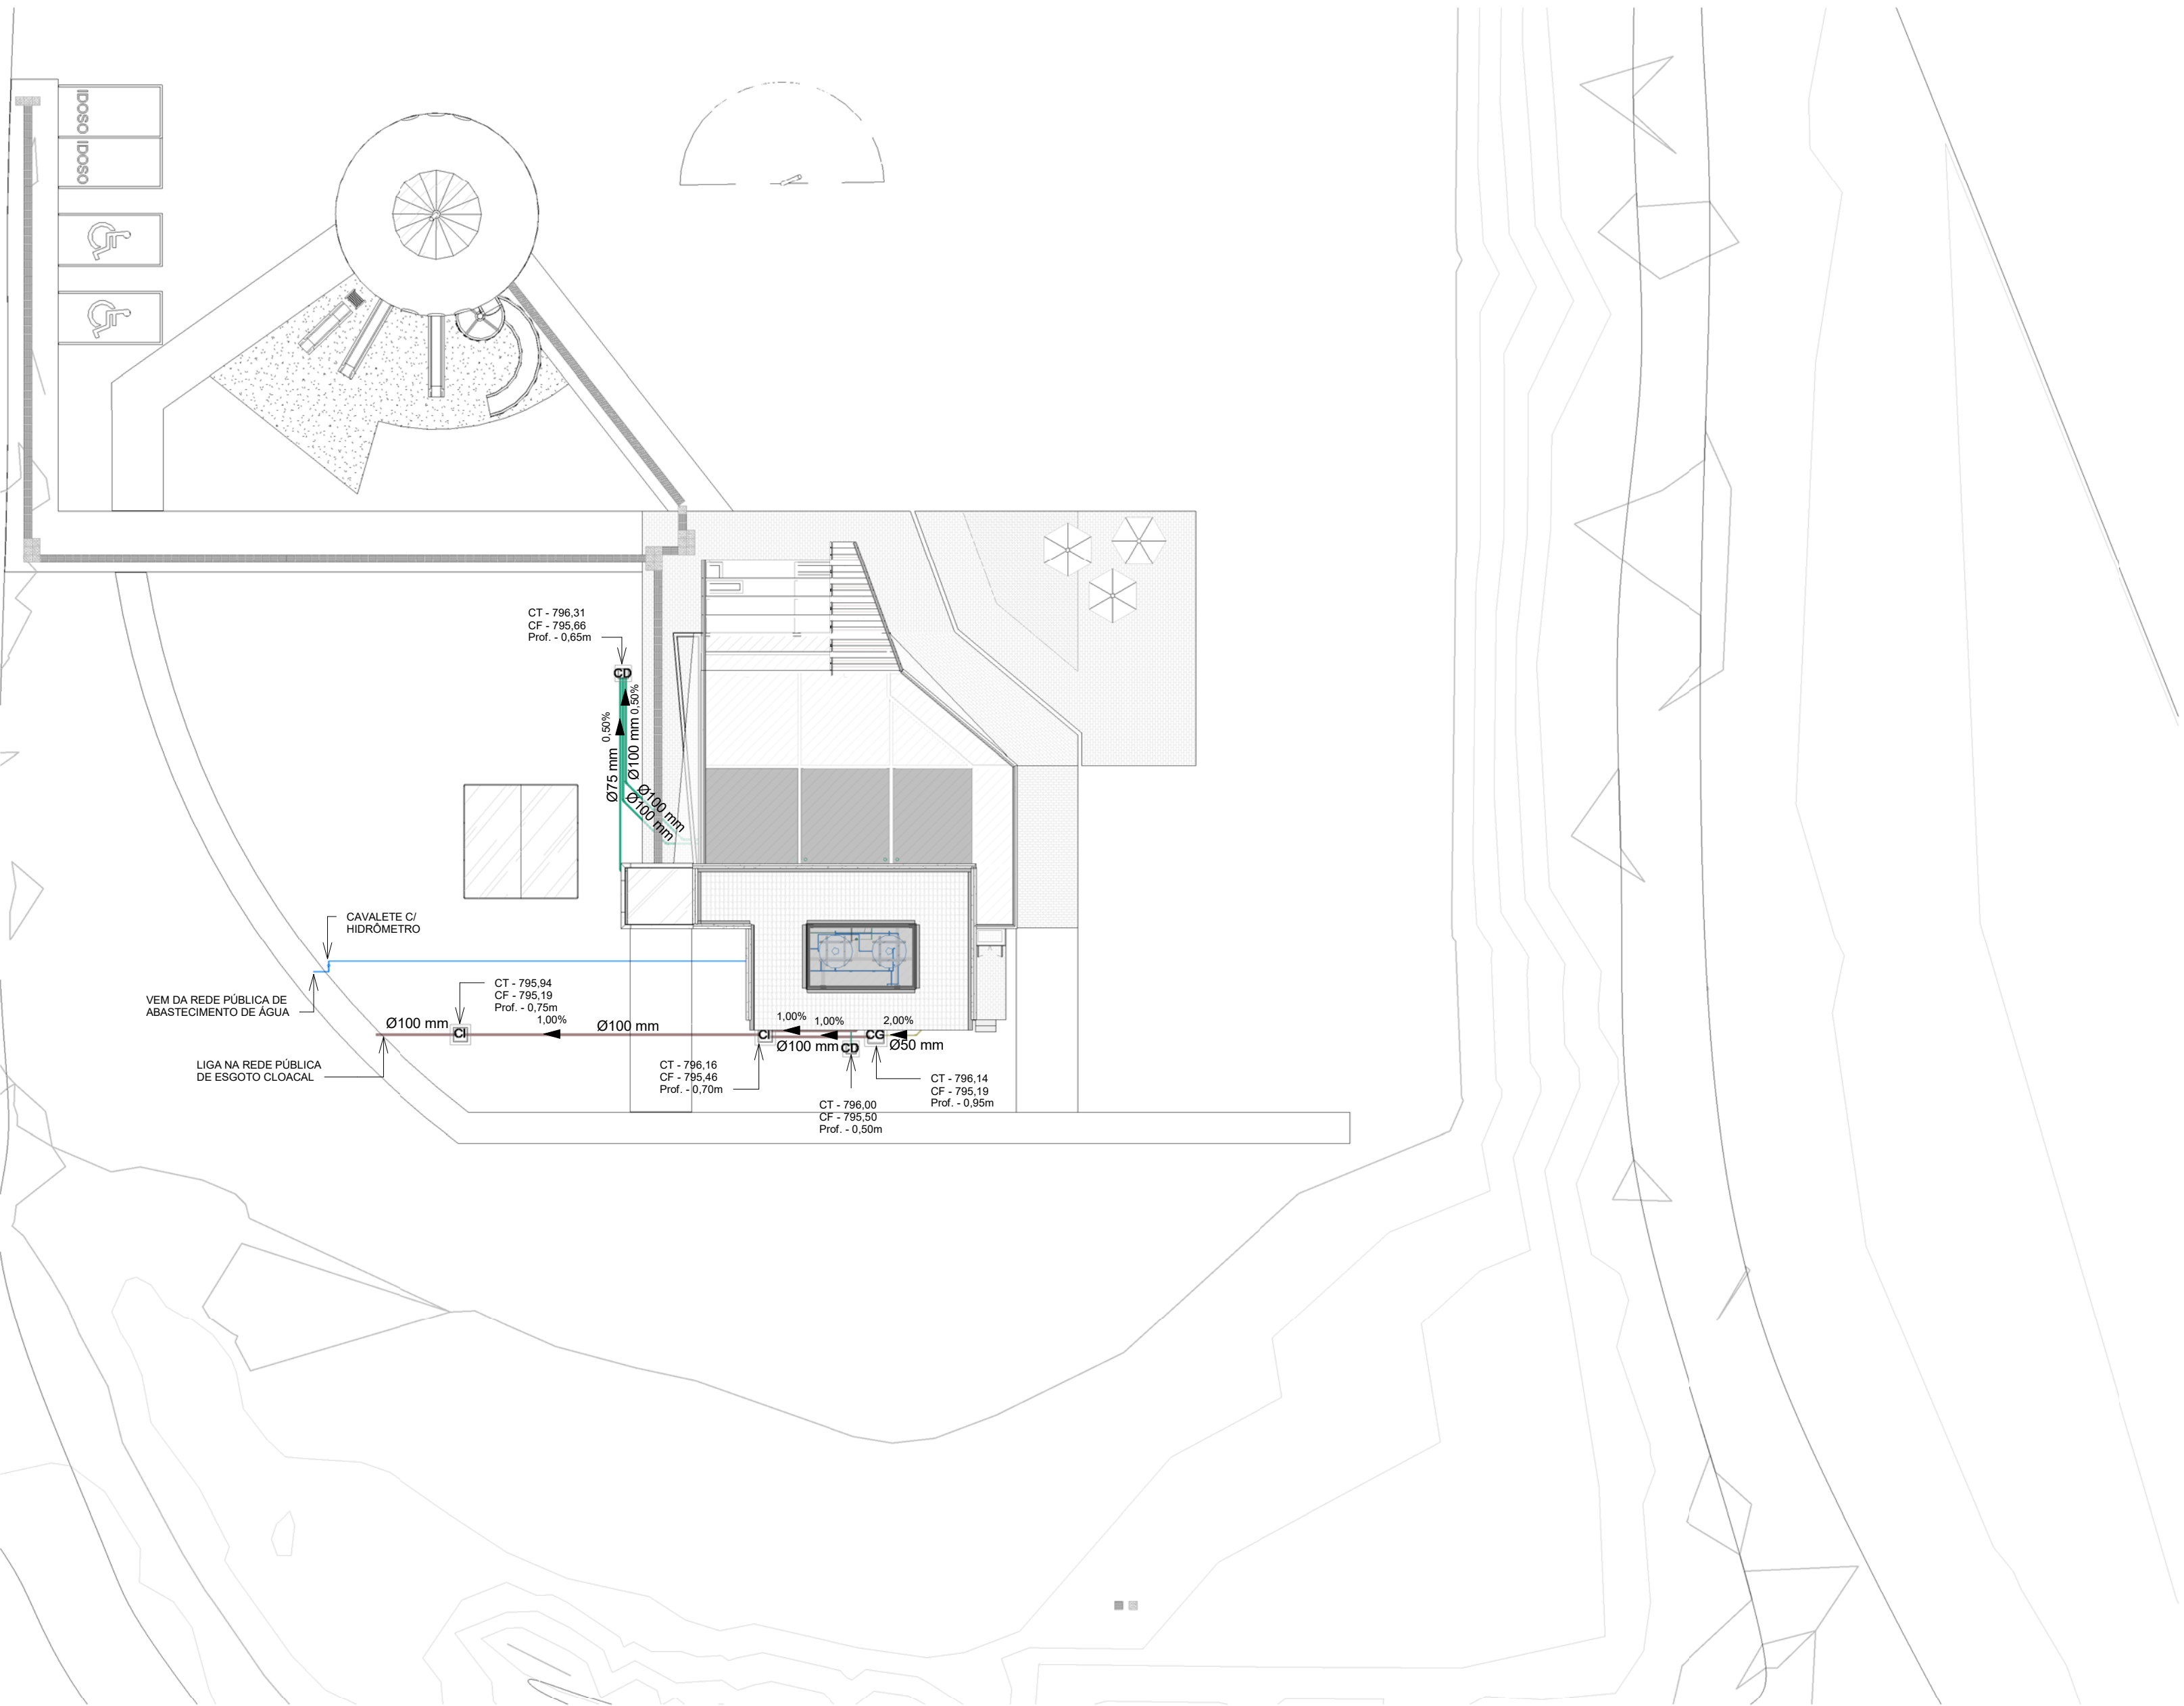 IDOSO
IDOSO
CT - 796,31
CF - 795,66
Prof. - 0,65m
CD
0,50%
0,50%
Ø75 mm
Ø100 mm
Ø100 mm
Ø100 mm
CAVALETE C/
HIDRÔMETRO
VEM DA REDE PÚBLICA DE
ABASTECIMENTO DE ÁGUA
CT - 795,94
CF - 795,19
Prof. - 0,75m
Ø100 mm
CI
1,00%
Ø100 mm
LIGA NA REDE PÚBLICA
DE ESGOTO CLOACAL
CI
1,00%
1,00%
Ø100 mm
CD
CG
2,00%
Ø50 mm
CT - 796,16
CF - 795,46
Prof. - 0,70m
CT - 796,00
CF - 795,50
Prof. - 0,50m
CT - 796,14
CF - 795,19
Prof. - 0,95m